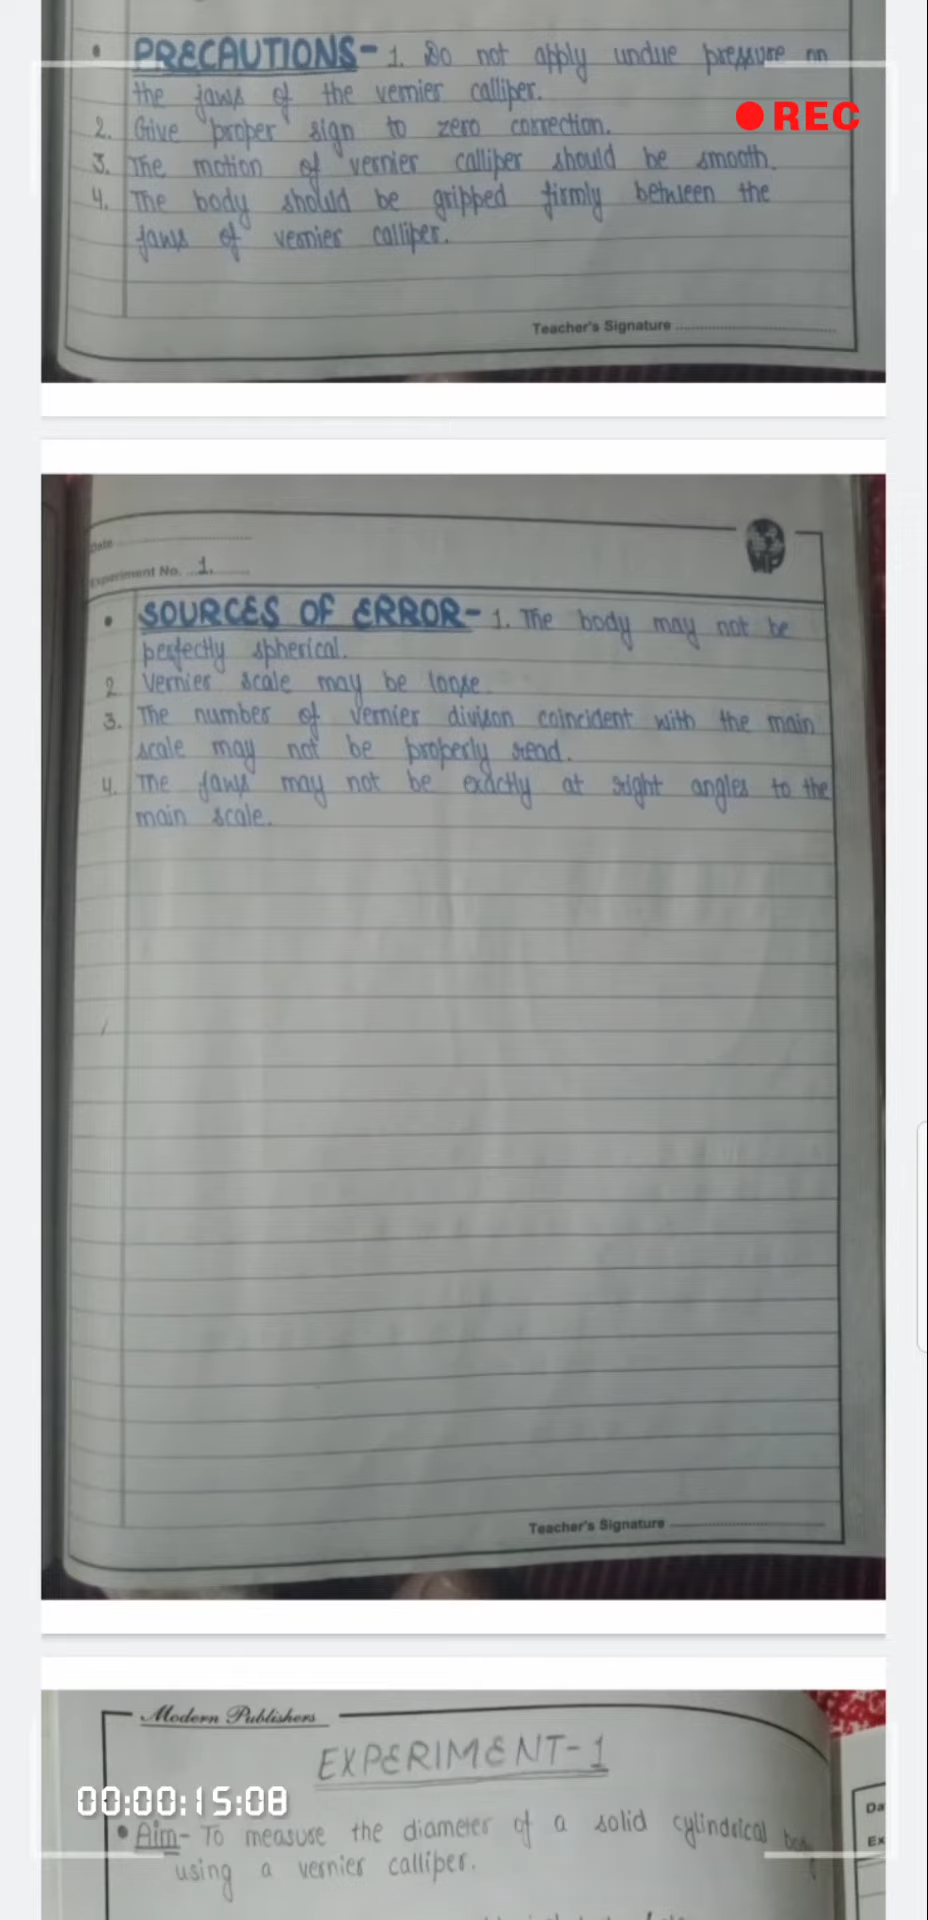 • PRECAUTIONS- 1. Do not apply undue pressure on
the jaws of the vernier calliper.
REC
2. Give proper sign to zero correction.
3. The motion of vernier calliper should be smooth.
4. The body should be gripped firmly between the
jaws of vernier calliper.
Teacher's Signature
Date
Experiment No. 1.
MP
• SOURCES OF ERROR- 1. The body may not be
perfectly spherical.
2. Vernier scale may be loose.
3. The number of vernier divison coincident with the main
scale may not be properly read.
4. The jaws may not be exactly at right angles to the
main scale.
Teacher's Signature
Modern Publishers
EXPERIMENT-1
00:00:15:08
• Aim- To measure the diameter of a solid cylindrical body
using a vernier calliper.
Da
Ex